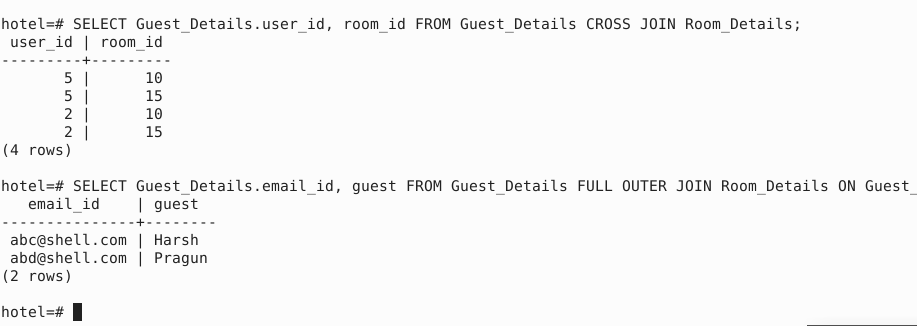 hotel=# SELECT Guest_Details.user_id, room_id FROM Guest_Details CROSS JOIN Room_Details;
 user_id | room_id
---------+---------
       5 |      10
       5 |      15
       2 |      10
       2 |      15
(4 rows)
hotel=# SELECT Guest_Details.email_id, guest FROM Guest_Details FULL OUTER JOIN Room_Details ON Guest_
   email_id    | guest
---------------+--------
 abc@shell.com | Harsh
 abd@shell.com | Pragun
(2 rows)
hotel=#